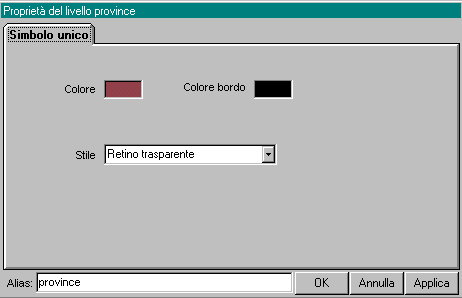 Proprietà del livello province
Simbolo unico
Colore Colore bordo
Stile Retino trasparente
Alias: province OK Annulla Applica